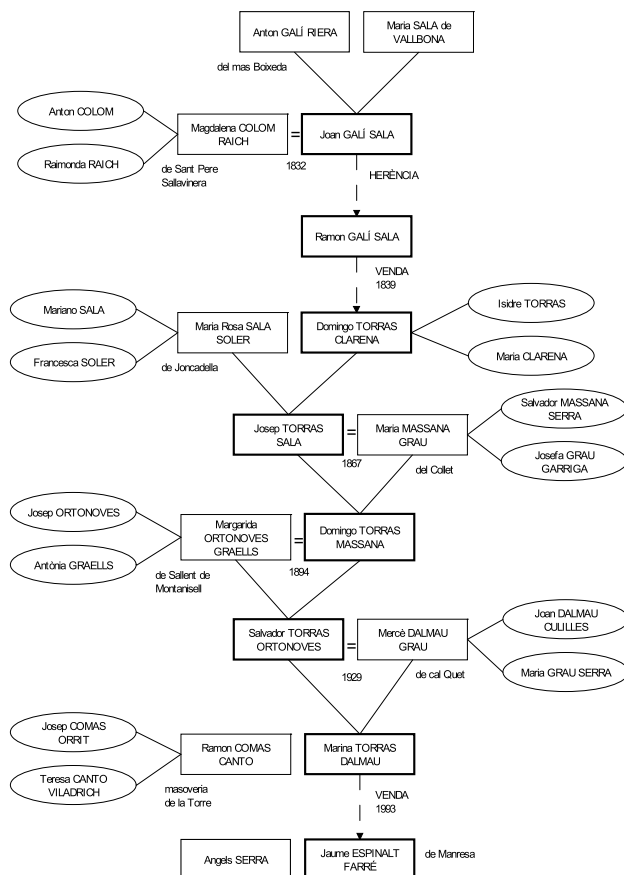 Anton GALÍ RIERA
Maria SALA de
VALLBONA
del mas Boixeda
Anton COLOM
Raimonda RAICH
Magdalena COLOM
RAICH
=
Joan GALÍ SALA
de Sant Pere
Sallavinera
1832
HERÈNCIA
Ramon GALÍ SALA
VENDA
1839
Mariano SALA
Francesca SOLER
Maria Rosa SALA
SOLER
Domingo TORRAS
CLARENA
Isidre TORRAS
Maria CLARENA
de Joncadella
Josep TORRAS
SALA
=
Maria MASSANA
GRAU
Salvador MASSANA
SERRA
Josefa GRAU
GARRIGA
1867
del Collet
Josep ORTONOVES
Antònia GRAELLS
Margarida
ORTONOVES
GRAELLS
=
Domingo TORRAS
MASSANA
de Sallent de
Montanisell
1894
Salvador TORRAS
ORTONOVES
=
Mercè DALMAU
GRAU
Joan DALMAU
CULILLES
Maria GRAU SERRA
1929
de cal Quet
Josep COMAS
ORRIT
Teresa CANTO
VILADRICH
Ramon COMAS
CANTO
Marina TORRAS
DALMAU
masoveria
de la Torre
VENDA
1993
Angels SERRA
Jaume ESPINALT
FARRÉ
de Manresa